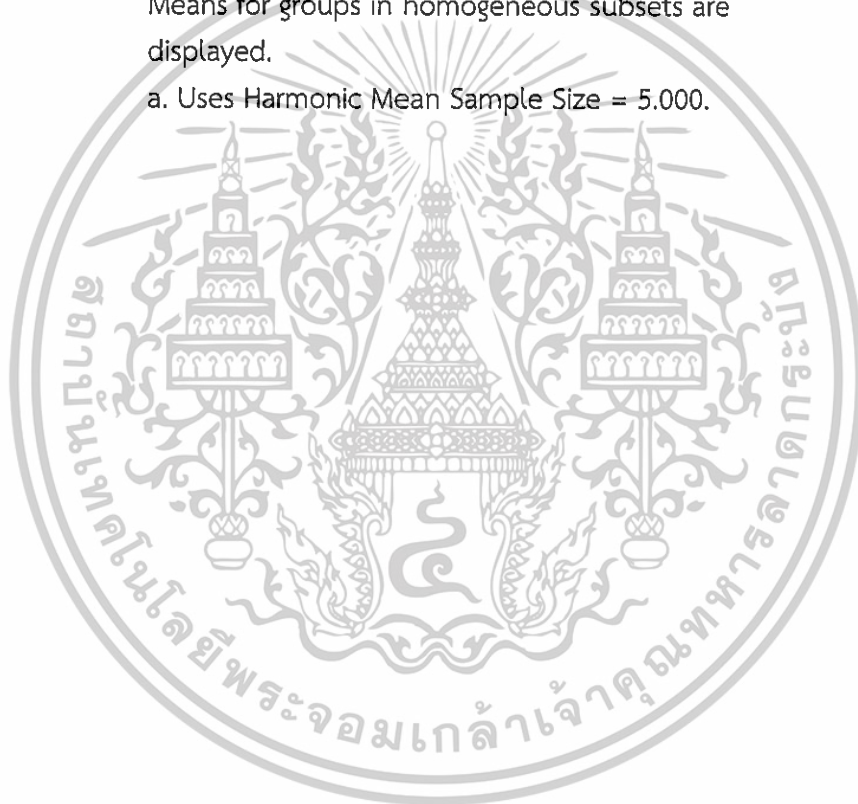 Means for groups in homogeneous subsets are
displayed.
a. Uses Harmonic Mean Sample Size = 5.000.
๔
สถาบันเทคโนโลยีพระจอมเกล้าเจ้าคุณทหารลาดกระบัง